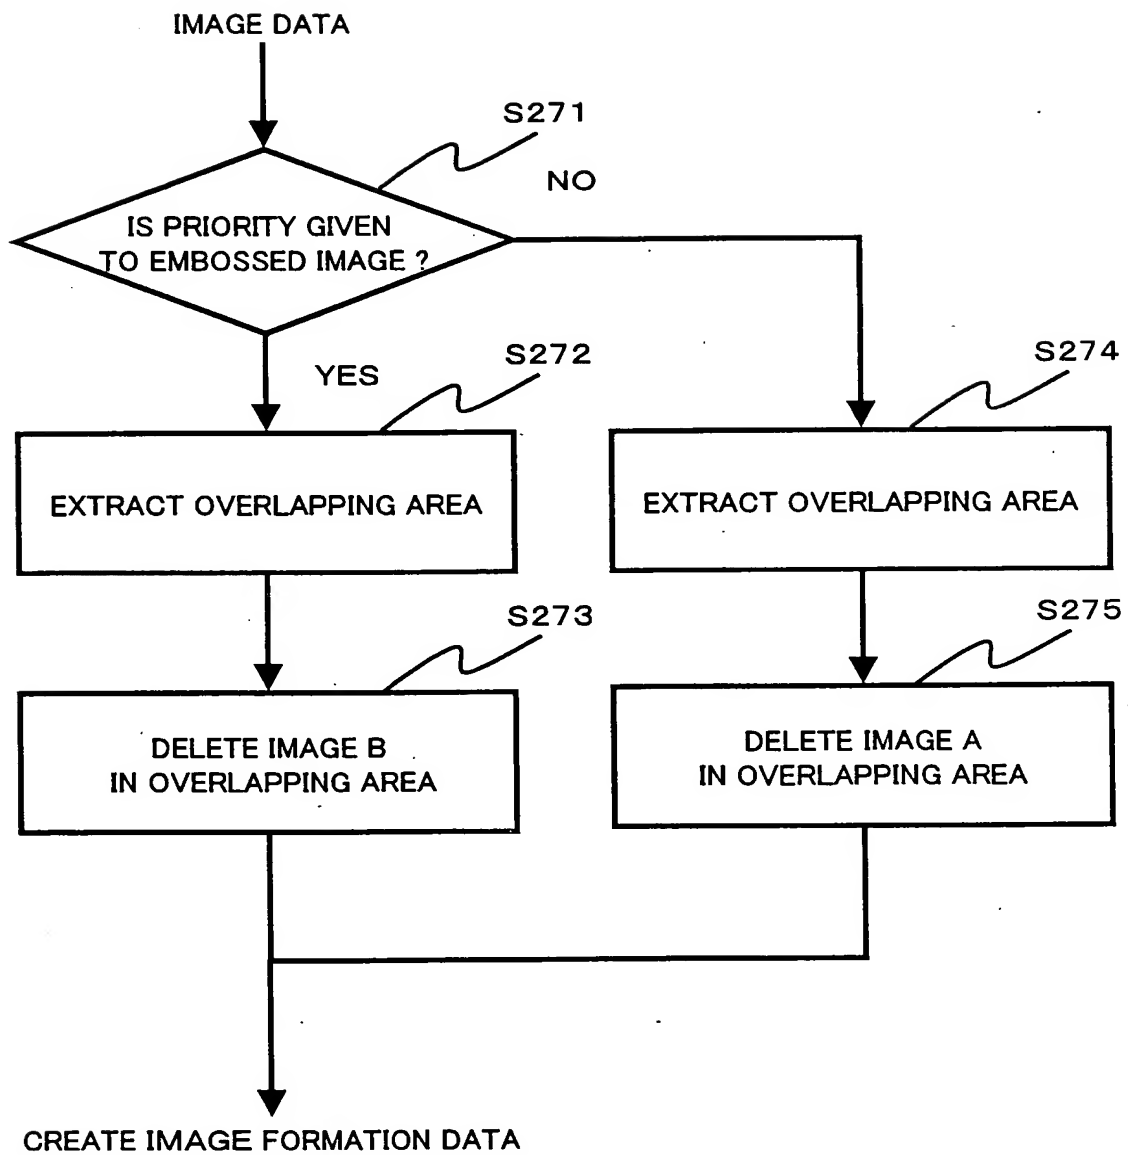 IMAGE DATA
S271
NO
IS PRIORITY GIVEN
TO EMBOSSED IMAGE ?
YES
S272
S274
EXTRACT OVERLAPPING AREA
EXTRACT OVERLAPPING AREA
S273
S275
DELETE IMAGE B
IN OVERLAPPING AREA
DELETE IMAGE A
IN OVERLAPPING AREA
CREATE IMAGE FORMATION DATA